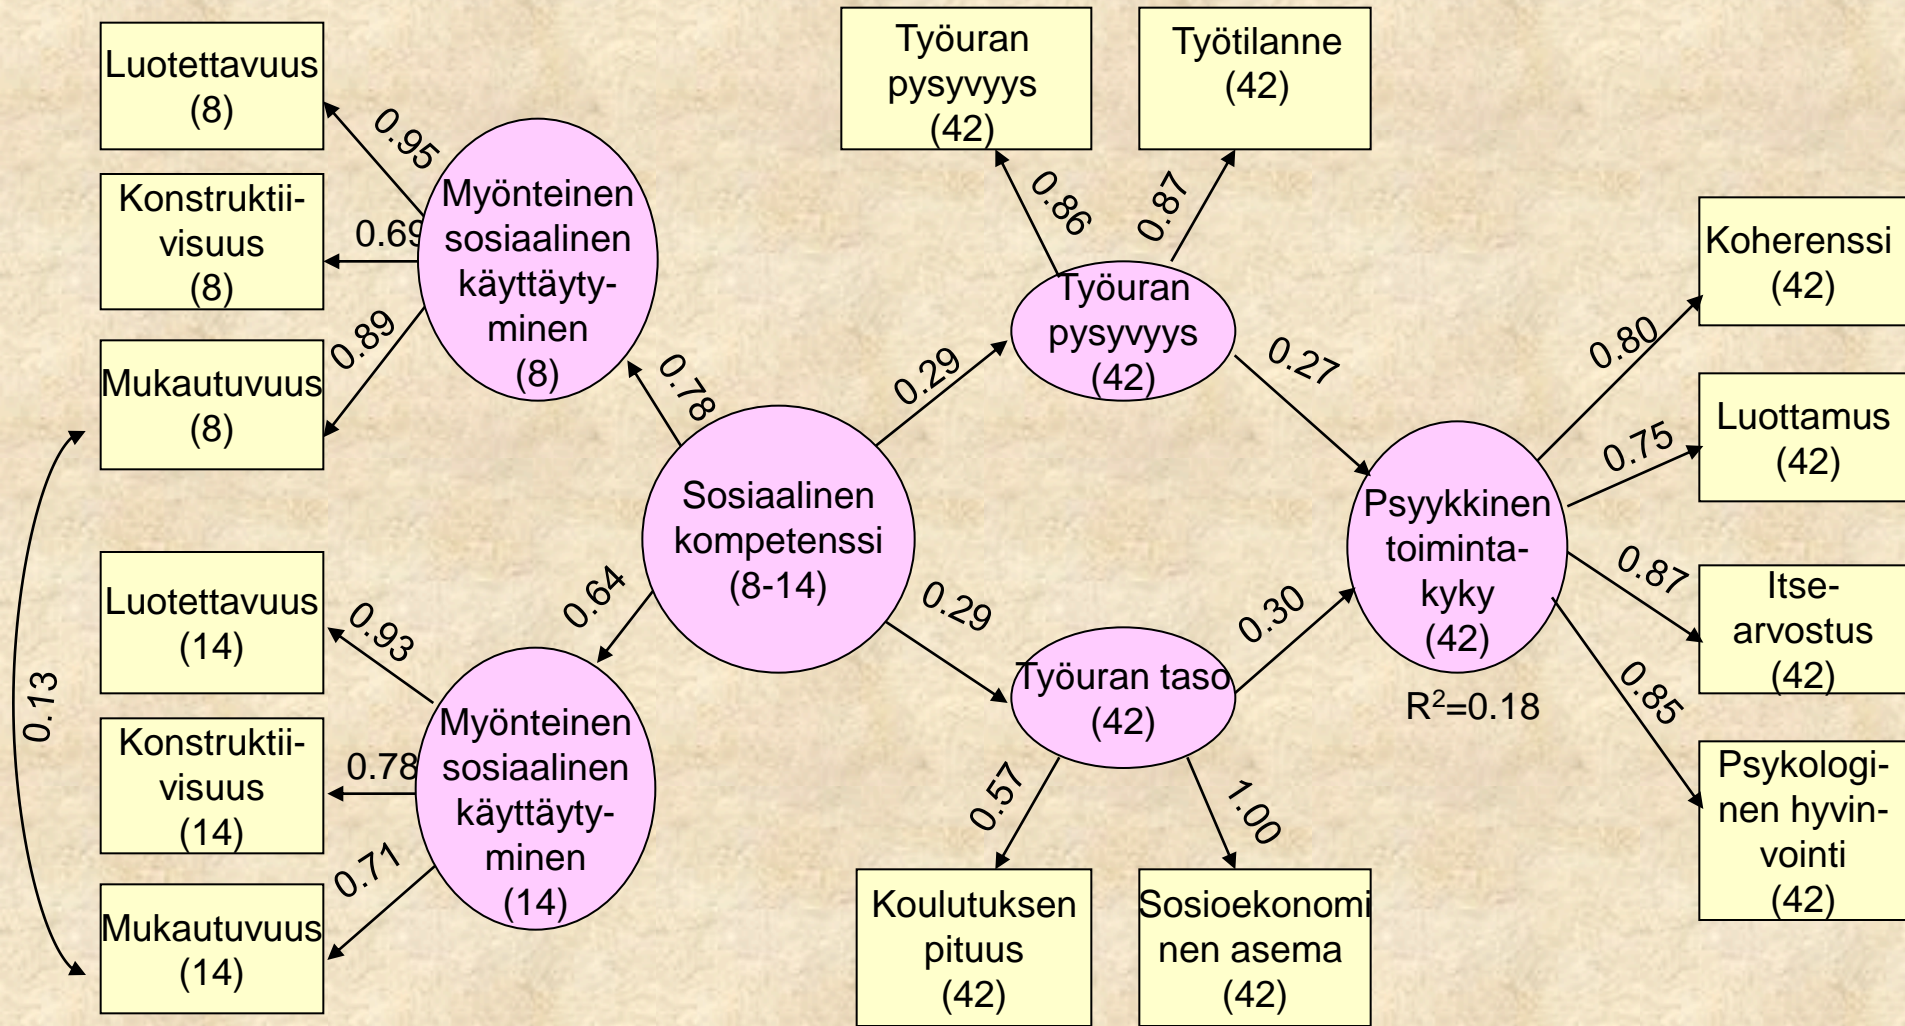 Luotettavuus
(8)
0.95
Konstruktii-
visuus
(8)
0.69
Mukautuvuus
(8)
0.89
Myönteinen
sosiaalinen
käyttäyty-
minen
(8)
0.78
0.13
Luotettavuus
(14)
0.93
Konstruktii-
visuus
(14)
0.78
Mukautuvuus
(14)
0.71
Myönteinen
sosiaalinen
käyttäyty-
minen
(14)
0.64
Sosiaalinen
kompetenssi
(8-14)
0.29
0.29
Työuran
pysyvyys
(42)
Työtilanne
(42)
0.86
0.87
Työuran
pysyvyys
(42)
0.27
Työuran taso
(42)
0.30
0.57
1.00
Koulutuksen
pituus
(42)
Sosioekonomi
nen asema
(42)
Psyykkinen
toiminta-
kyky
(42)
R²=0.18
0.80
0.75
0.87
0.85
Koherenssi
(42)
Luottamus
(42)
Itse-
arvostus
(42)
Psykologi-
nen hyvin-
vointi
(42)